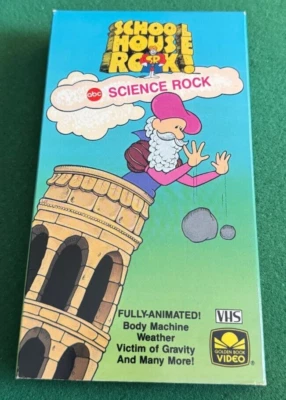 SCHOOL
HOUSE
ROCK!
abc
SCIENCE ROCK
FULLY-ANIMATED!
Body Machine
Weather
Victim of Gravity
And Many More!
VHS
GOLDEN BOOK
VIDEO
®